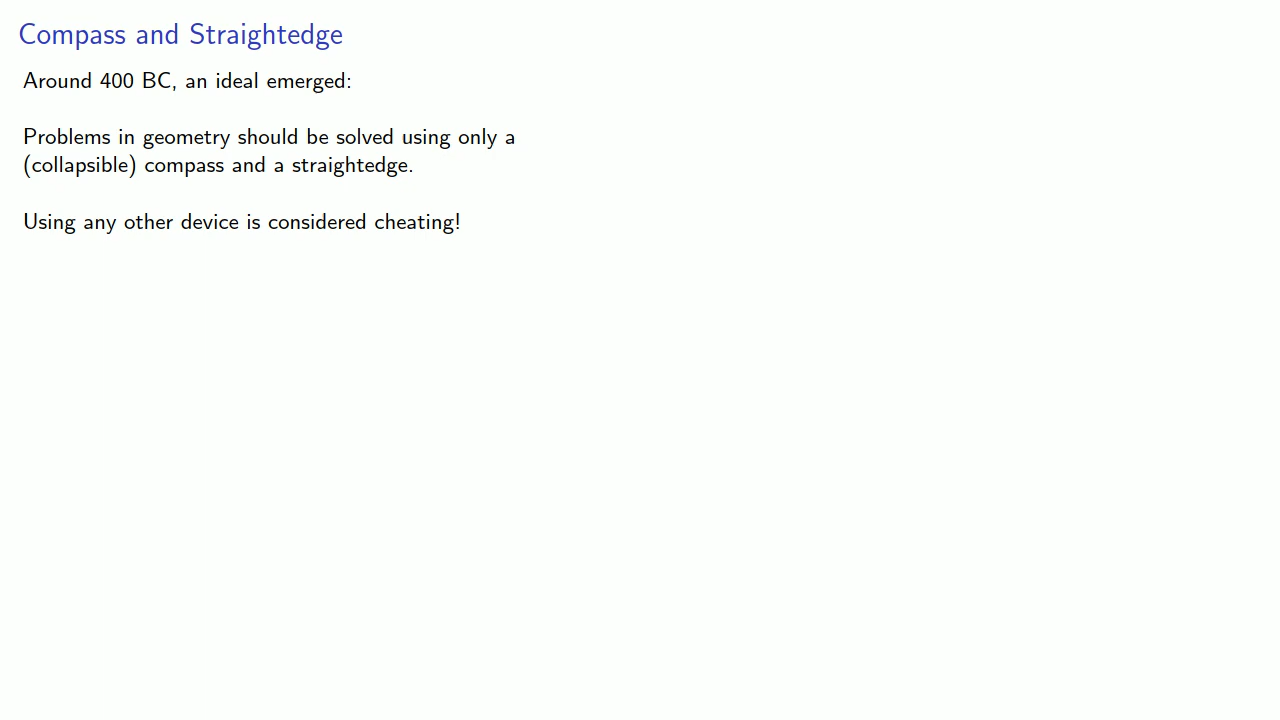 Compass and Straightedge
Around 400 BC, an ideal emerged:
Problems in geometry should be solved using only a
(collapsible) compass and a straightedge.
Using any other device is considered cheating!